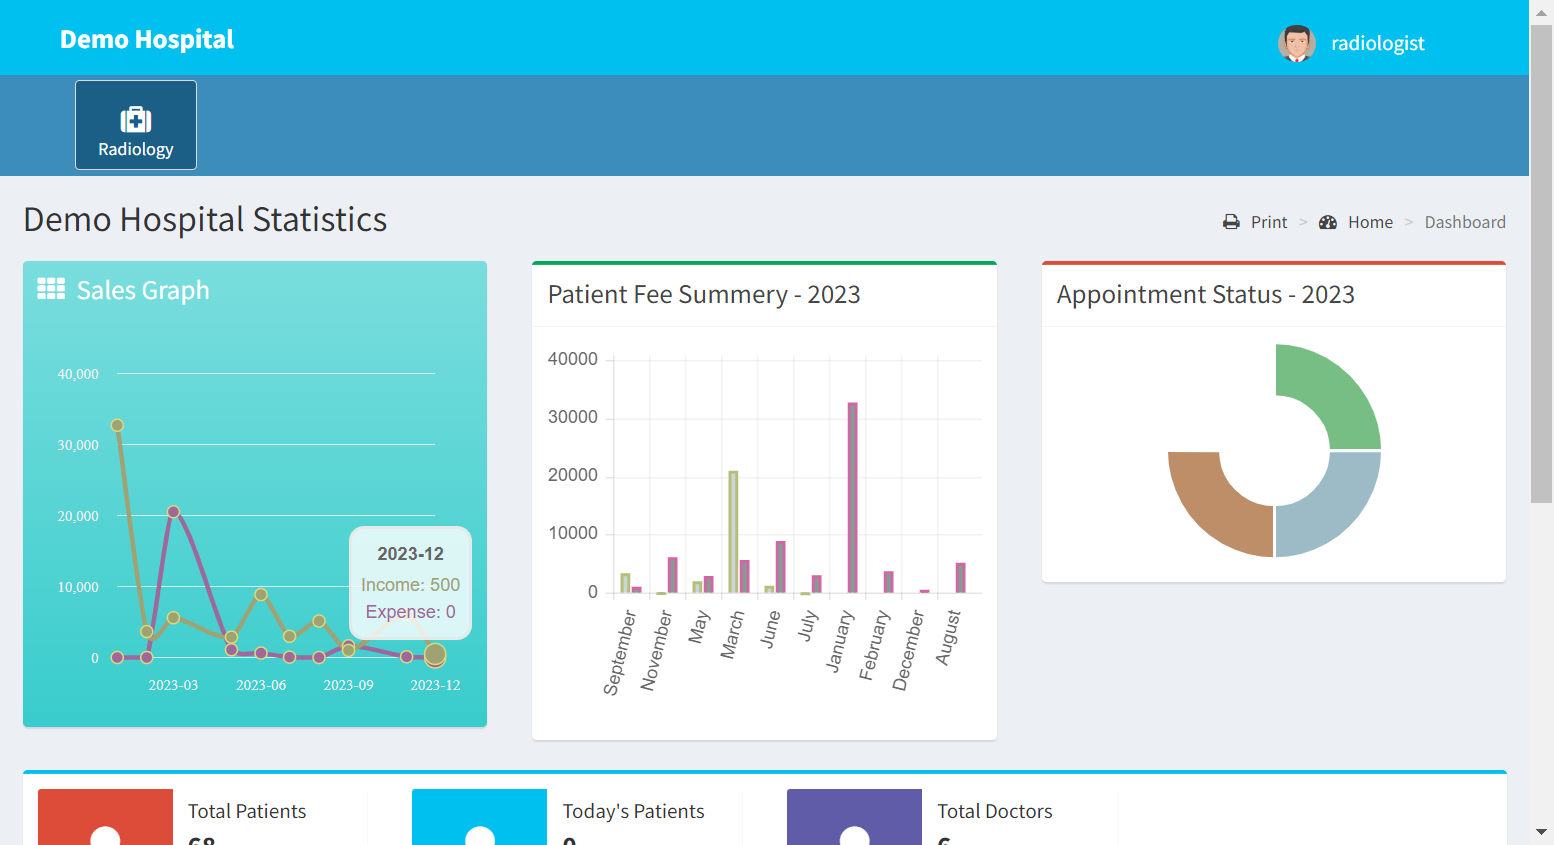 Demo Hospital
radiologist
Radiology
Demo Hospital Statistics
Print > Home > Dashboard
Sales Graph
40,000
30,000
20,000
10,000
0
2023-03 2023-06 2023-09 2023-12
2023-12
Income: 500
Expense: 0
Patient Fee Summery - 2023
40000
30000
20000
10000
0
September November May March June July January February December August
Appointment Status - 2023
Total Patients
68
Today's Patients
0
Total Doctors
6